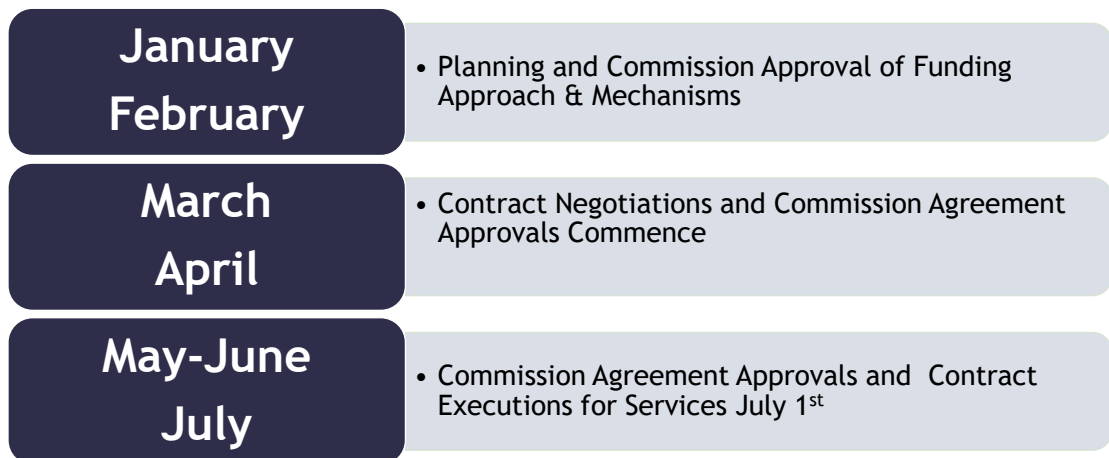 January
February
• Planning and Commission Approval of Funding
Approach & Mechanisms
March
April
• Contract Negotiations and Commission Agreement
Approvals Commence
May-June
July
• Commission Agreement Approvals and  Contract
Executions for Services July 1st